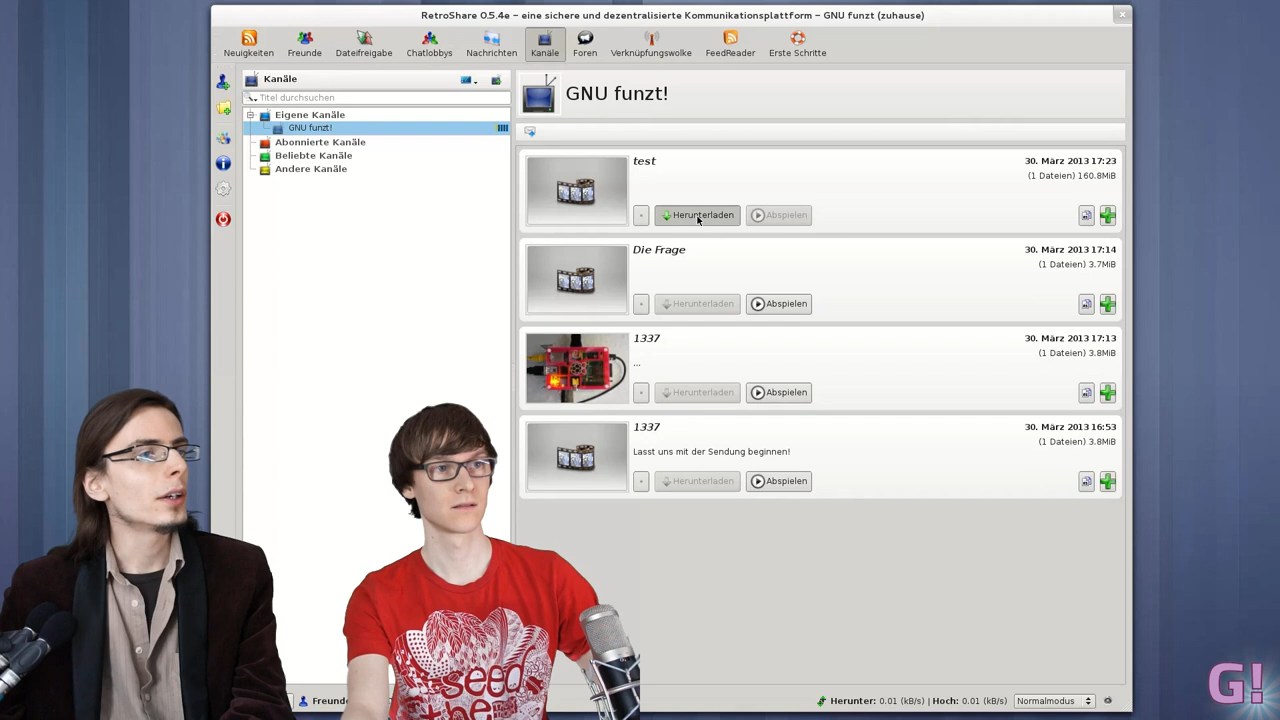 RetroShare 0.5.4e – eine sichere und dezentralisierte Kommunikationsplattform – GNU funzt (zuhause)
Neuigkeiten Freunde Dateifreigabe Chatlobbys Nachrichten Kanäle Foren Verknüpfungswolke FeedReader Erste Schritte
Kanäle
Titel durchsuchen
Eigene Kanäle
GNU funzt!
Abonnierte Kanäle
Beliebte Kanäle
Andere Kanäle
GNU funzt!
test
30. März 2013 17:23
(1 Dateien) 160.8MiB
Herunterladen Abspielen
Die Frage
30. März 2013 17:14
(1 Dateien) 3.7MiB
Herunterladen Abspielen
1337
30. März 2013 17:13
(1 Dateien) 3.8MiB
...
Herunterladen Abspielen
1337
30. März 2013 16:53
(1 Dateien) 3.8MiB
Lasst uns mit der Sendung beginnen!
Herunterladen Abspielen
seed
the
Herunter: 0.01 (kB/s) | Hoch: 0.01 (kB/s) Normalmodus
G!